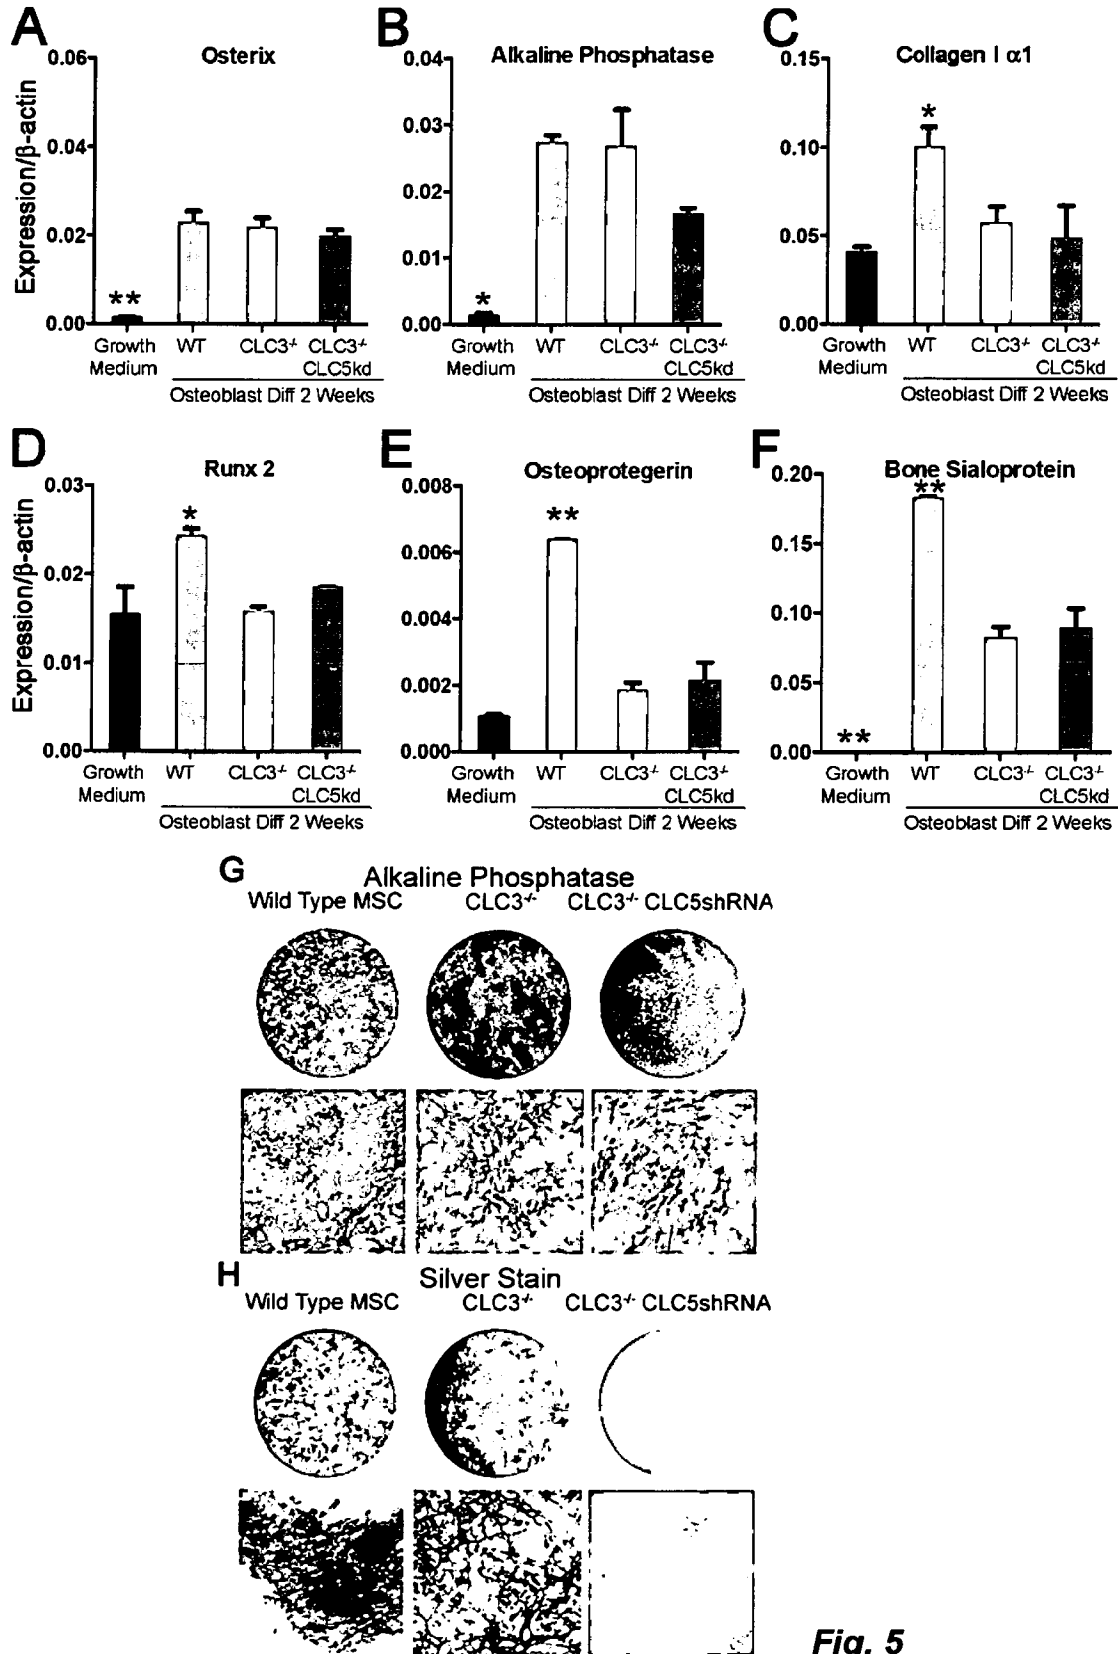 A
Osterix
Expression/β-actin
0.06
0.04
0.02
0.00
Growth Medium
WT
CLC3-/-
CLC3-/- CLC5kd
Osteoblast Diff 2 Weeks
B
Alkaline Phosphatase
0.04
0.03
0.02
0.01
0.00
*
Growth Medium
WT
CLC3-/-
CLC3-/- CLC5kd
Osteoblast Diff 2 Weeks
C
Collagen I α1
0.15
0.10
0.05
0.00
*
Growth Medium
WT
CLC3-/-
CLC3-/- CLC5kd
Osteoblast Diff 2 Weeks
D
Runx 2
Expression/β-actin
0.03
0.02
0.01
0.00
*
Growth Medium
WT
CLC3-/-
CLC3-/- CLC5kd
Osteoblast Diff 2 Weeks
E
Osteoprotegerin
0.008
0.006
0.004
0.002
0.000
**
Growth Medium
WT
CLC3-/-
CLC3-/- CLC5kd
Osteoblast Diff 2 Weeks
F
Bone Sialoprotein
0.20
0.15
0.10
0.05
0.00
**
**
Growth Medium
WT
CLC3-/-
CLC3-/- CLC5kd
Osteoblast Diff 2 Weeks
G
Alkaline Phosphatase
Wild Type MSC CLC3-/- CLC3-/- CLC5shRNA
H
Silver Stain
Wild Type MSC CLC3-/- CLC3-/- CLC5shRNA
Fig. 5